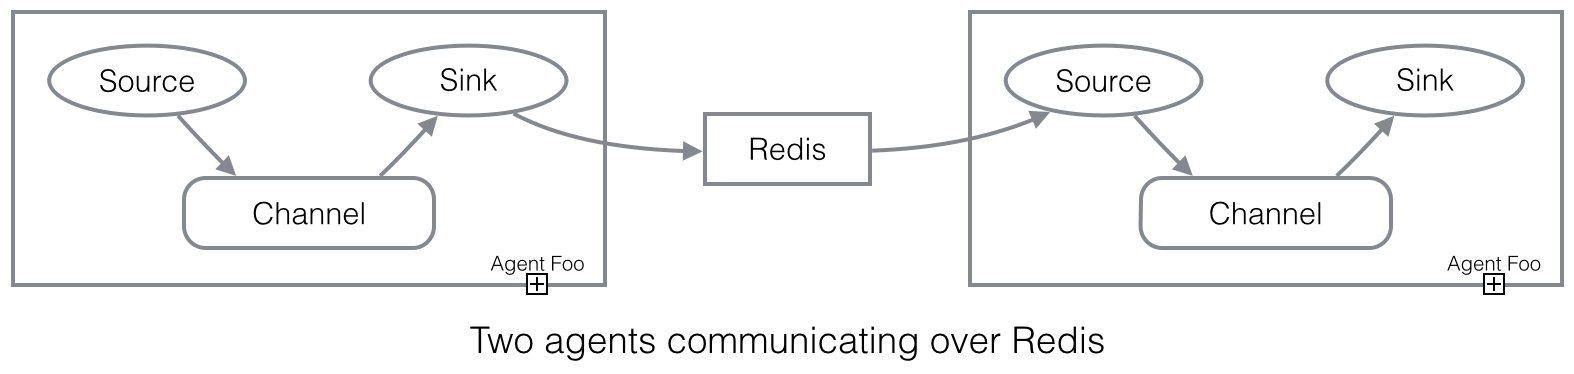 Source
Sink
Channel
Agent Foo
Redis
Source
Sink
Channel
Agent Foo
Two agents communicating over Redis